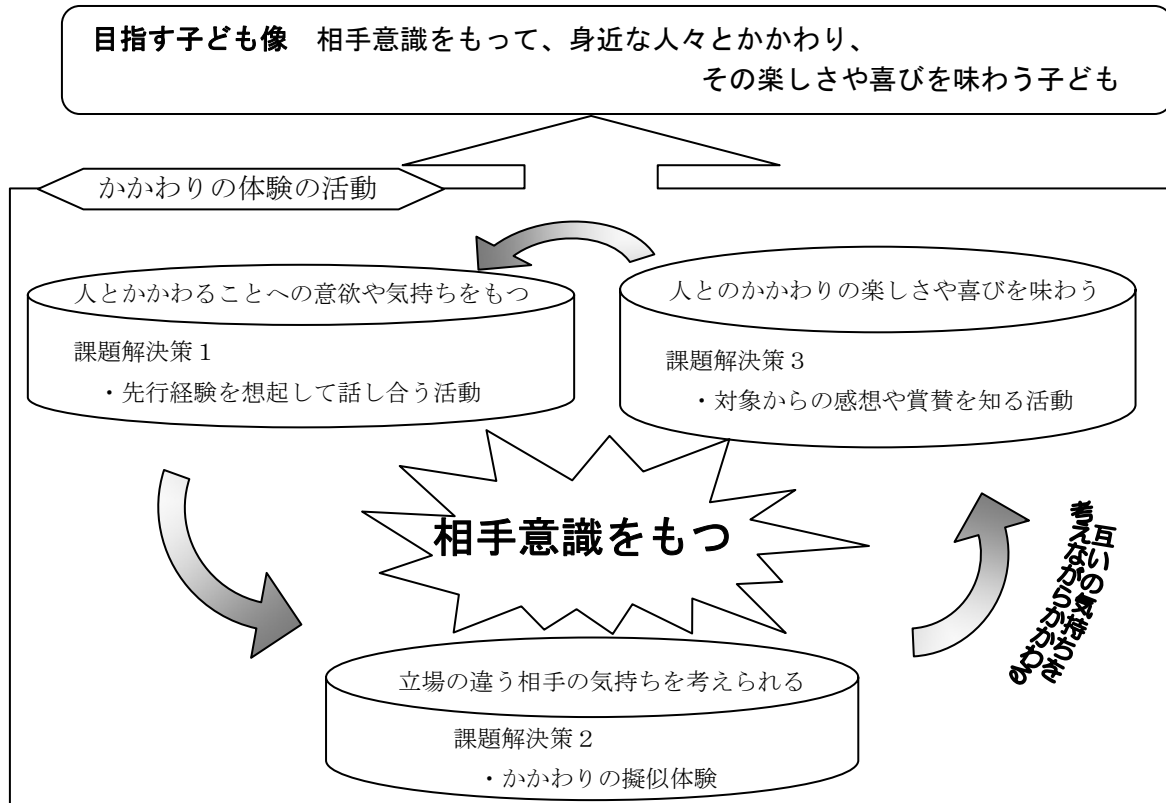 目指す子ども像　相手意識をもって、身近な人々とかかわり、
その楽しさや喜びを味わう子ども
かかわりの体験の活動
人とかかわることへの意欲や気持ちをもつ
課題解決策１
・先行経験を想起して話し合う活動
人とのかかわりの楽しさや喜びを味わう
課題解決策３
・対象からの感想や賞賛を知る活動
相手意識をもつ
互いの気持ちを
考えながらかかわる
立場の違う相手の気持ちを考えられる
課題解決策２
・かかわりの擬似体験